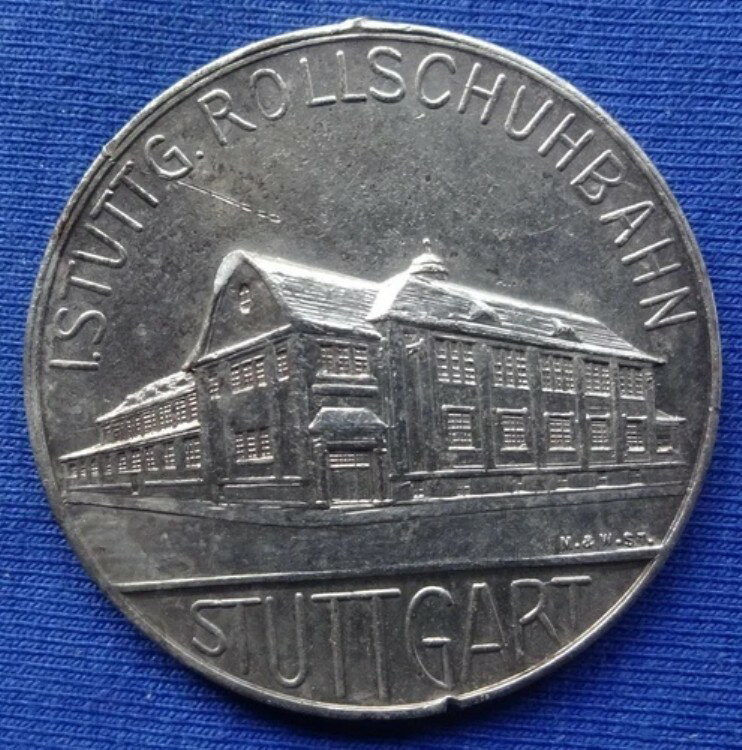 I. STUTTG. ROLLSCHUHBAHN
M. & W. ST.
STUTTGART